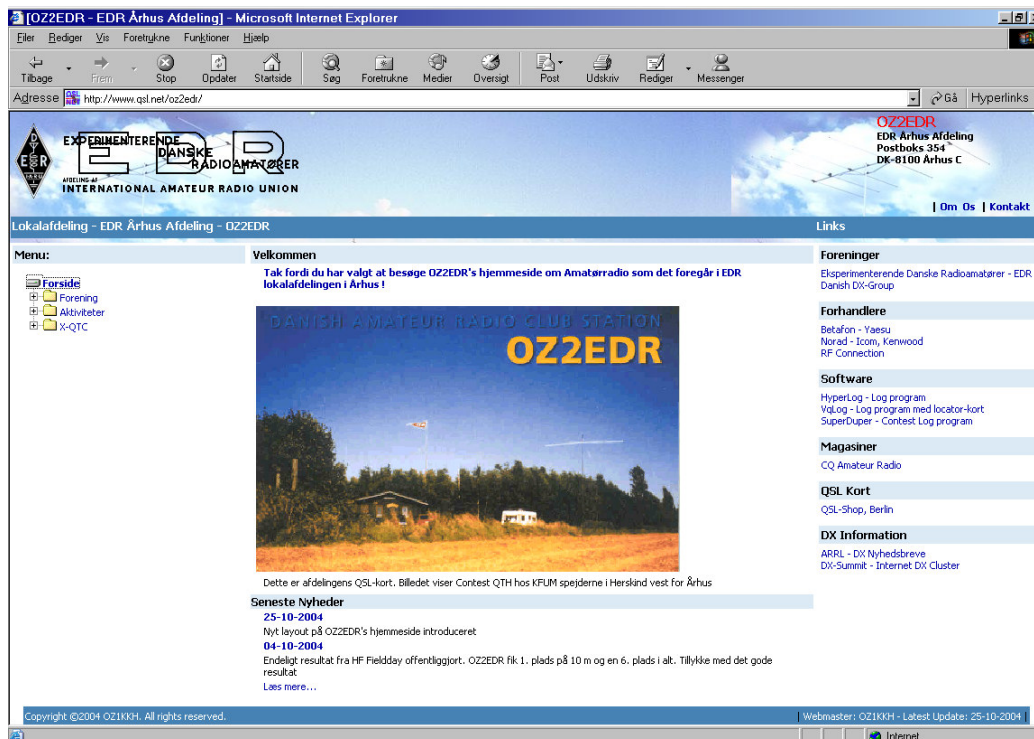 [OZ2EDR - EDR Århus Afdeling] - Microsoft Internet Explorer
Filer Rediger Vis Foretrukne Funktioner Hjælp
Tilbage Frem Stop Opdater Startside Søg Foretrukne Medier Oversigt Post Udskriv Rediger Messenger
Adresse http://www.qsl.net/oz2edr/ Gå Hyperlinks
EDR
EXPERIMENTERENDE
DANSKE
RADIOAMATØRER
AFDELING AF
INTERNATIONAL AMATEUR RADIO UNION
OZ2EDR
EDR Århus Afdeling
Postboks 354
DK-8100 Århus C
| Om Os | Kontakt
Lokalafdeling - EDR Århus Afdeling - OZ2EDR
Links
Menu:
Forside
Forening
Aktiviteter
X-QTC
Velkommen
Tak fordi du har valgt at besøge OZ2EDR's hjemmeside om Amatørradio som det foregår i EDR
lokalafdelingen i Århus !
DANISH AMATEUR RADIO CLUB STATION
OZ2EDR
Dette er afdelingens QSL-kort. Billedet viser Contest QTH hos KFUM spejderne i Herskind vest for Århus
Seneste Nyheder
25-10-2004
Nyt layout på OZ2EDR's hjemmeside introduceret
04-10-2004
Endeligt resultat fra HF Fieldday offentliggjort. OZ2EDR fik 1. plads på 10 m og en 6. plads i alt. Tillykke med det gode
resultat
Læs mere...
Foreninger
Eksperimenterende Danske Radioamatører - EDR
Danish DX-Group
Forhandlere
Betafon - Yaesu
Norad - Icom, Kenwood
RF Connection
Software
HyperLog - Log program
VqLog - Log program med locator-kort
SuperDuper - Contest Log program
Magasiner
CQ Amateur Radio
QSL Kort
QSL-Shop, Berlin
DX Information
ARRL - DX Nyhedsbreve
DX-Summit - Internet DX Cluster
Copyright ©2004 OZ1KKH. All rights reserved.
| Webmaster: OZ1KKH - Latest Update: 25-10-2004 |
Internet